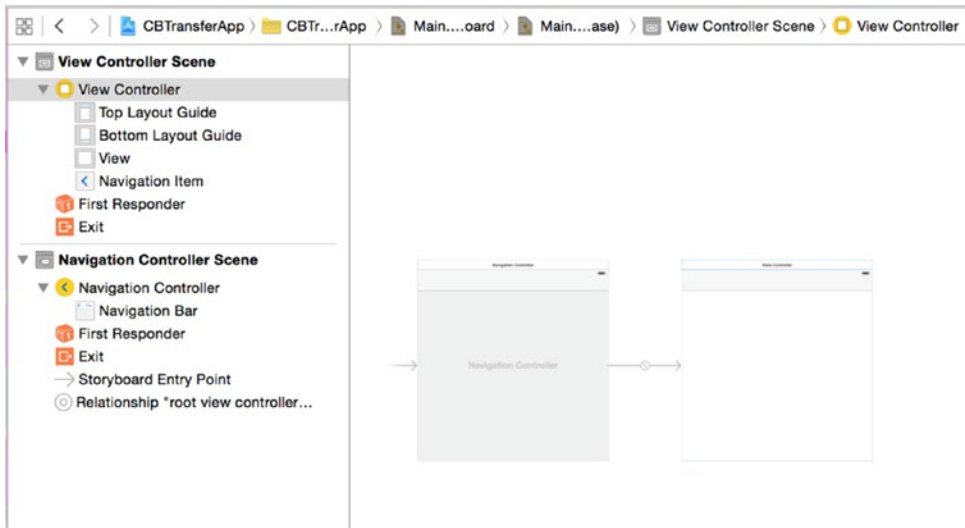 CBTransferApp CBTr...rApp Main....oard Main....ase) View Controller Scene View Controller
View Controller Scene
View Controller
Top Layout Guide
Bottom Layout Guide
View
Navigation Item
First Responder
Exit
Navigation Controller Scene
Navigation Controller
Navigation Bar
First Responder
Exit
Storyboard Entry Point
Relationship "root view controller...
Navigation Controller
Navigation Controller
View Controller